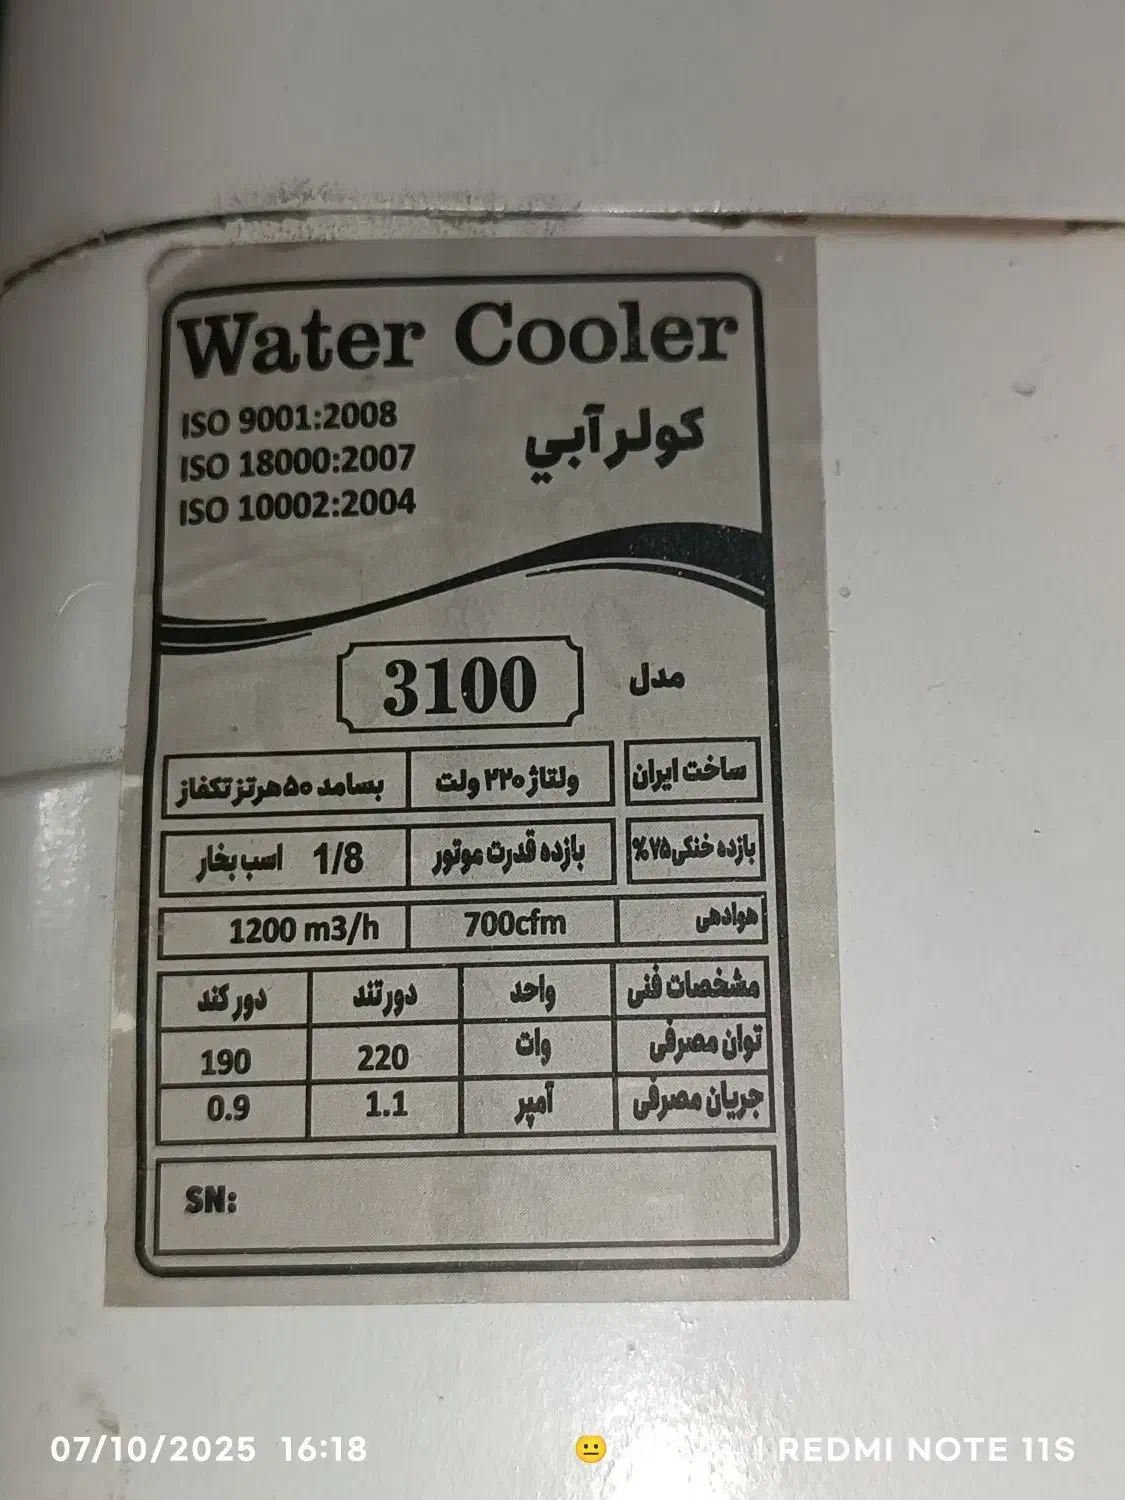 Water Cooler
ISO 9001:2008
ISO 18000:2007
ISO 10002:2004
كولر آبي
مدل 3100
ساخت ایران ولتاژ ۲۲۰ ولت بسامد ۵۰ هرتز تکفاز
بازده خنکی ۷۵% بازده قدرت موتور 1/8 اسب بخار
هوادهی 700cfm 1200 m3/h
مشخصات فنی واحد دور تند دور کند
توان مصرفی وات 220 190
جریان مصرفی آمپر 1.1 0.9
SN:
07/10/2025 16:18 😐 | REDMI NOTE 11S